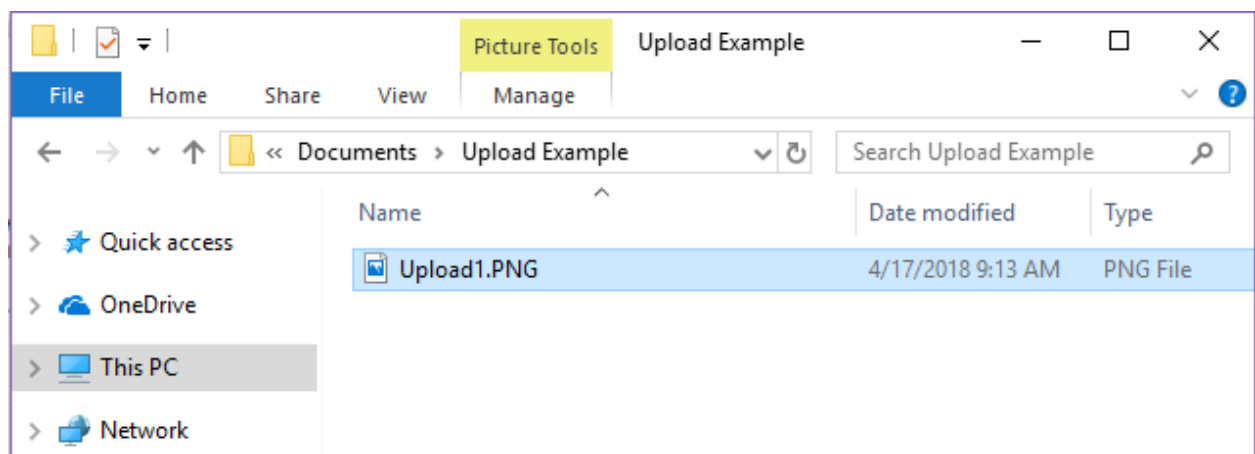 Picture Tools Upload Example
File Home Share View Manage
« Documents > Upload Example Search Upload Example
Name Date modified Type
Quick access
Upload1.PNG 4/17/2018 9:13 AM PNG File
OneDrive
This PC
Network